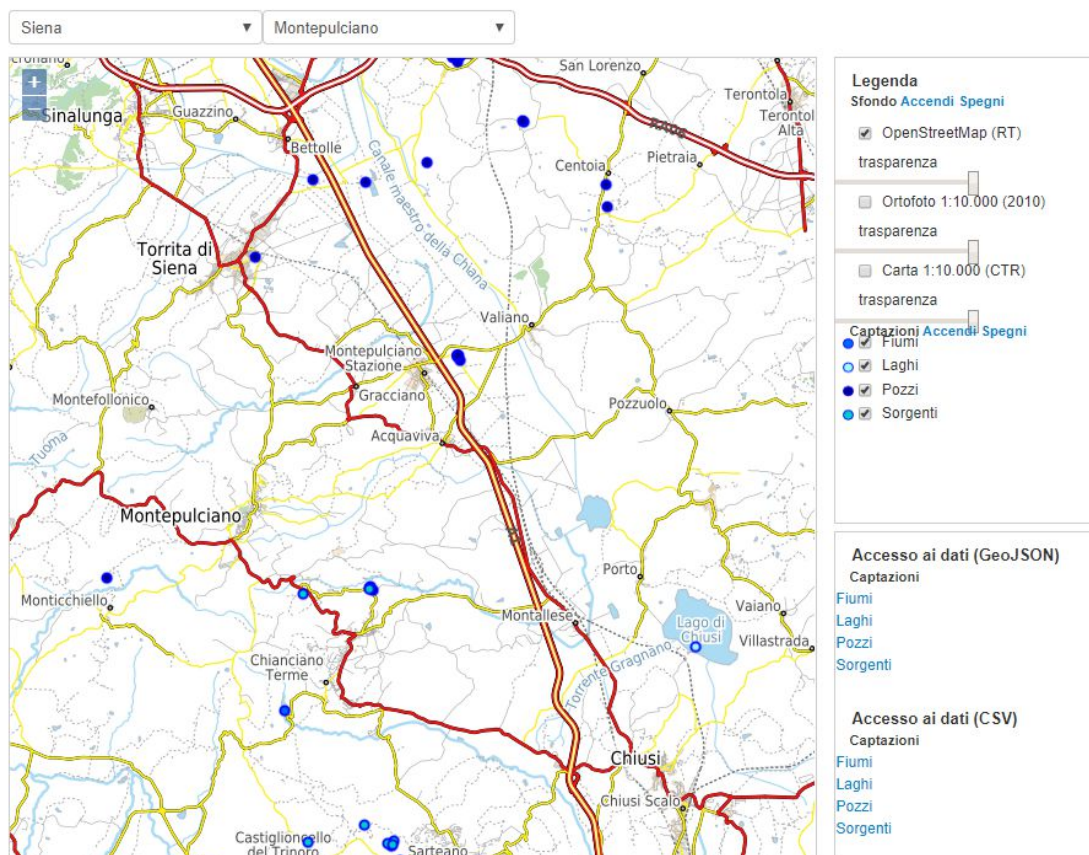 Siena
Montepulciano
Sinalunga
Guazzino
Bettolle
San Lorenzo
Terontola
Terontol
Alta
Centoia
Pietraia
Canale maestro della Chiana
Torrita di
Siena
Valiano
Montepulciano
Stazione
Gracciano
Montefollonico
Pozzuolo
Acquaviva
Tuoma
Montepulciano
Porto
Monticchiello
Montallese
Lago di
Chiusi
Vaiano
Villastrada
Torrente Gragnano
Chianciano
Terme
Chiusi
Chiusi Scalo
Castiglioncello
del Trinoro
Sarteano
+
−
Legenda
Sfondo Accendi Spegni
OpenStreetMap (RT)
trasparenza
Ortofoto 1:10.000 (2010)
trasparenza
Carta 1:10.000 (CTR)
trasparenza
Captazioni Accendi Spegni
Fiumi
Laghi
Pozzi
Sorgenti
Accesso ai dati (GeoJSON)
Captazioni
Fiumi
Laghi
Pozzi
Sorgenti
Accesso ai dati (CSV)
Captazioni
Fiumi
Laghi
Pozzi
Sorgenti